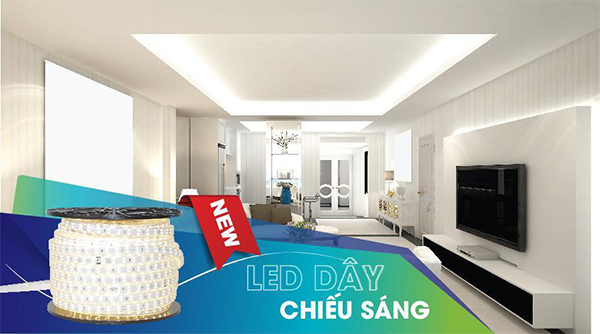 NEW
LED DÂY
CHIẾU SÁNG